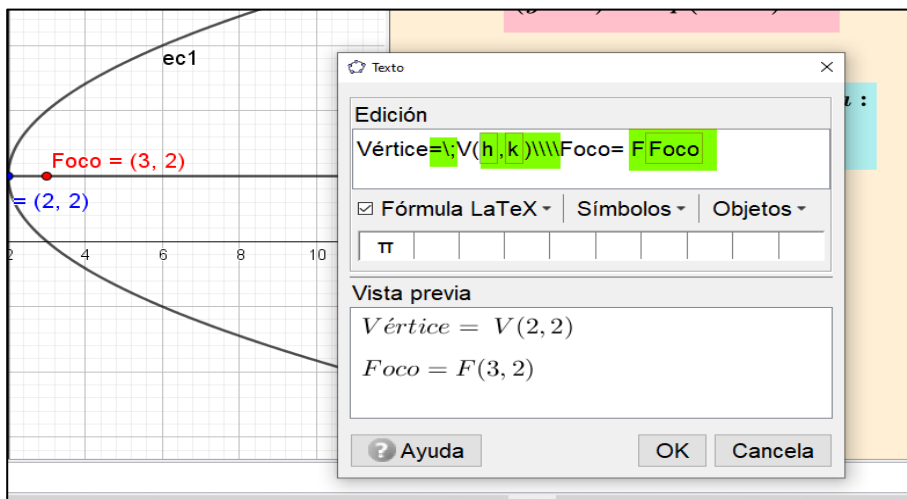 ec1
Foco = (3, 2)
= (2, 2)
2
4
6
8
10
Texto
Edición
Vértice=\;V(h,k)\\\\Foco= FFoco
Fórmula LaTeX
Símbolos
Objetos
π
Vista previa
Vértice = V(2, 2)
Foco = F(3, 2)
Ayuda
OK
Cancela